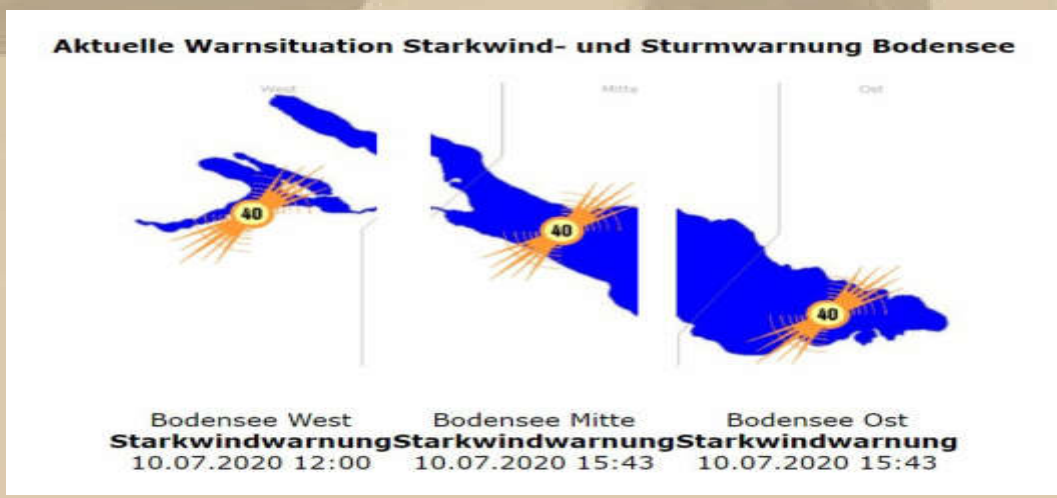 Aktuelle Warnsituation Starkwind- und Sturmwarnung Bodensee
West Mitte Ost
40
40
40
Bodensee West Bodensee Mitte Bodensee Ost
Starkwindwarnung Starkwindwarnung Starkwindwarnung
10.07.2020 12:00 10.07.2020 15:43 10.07.2020 15:43